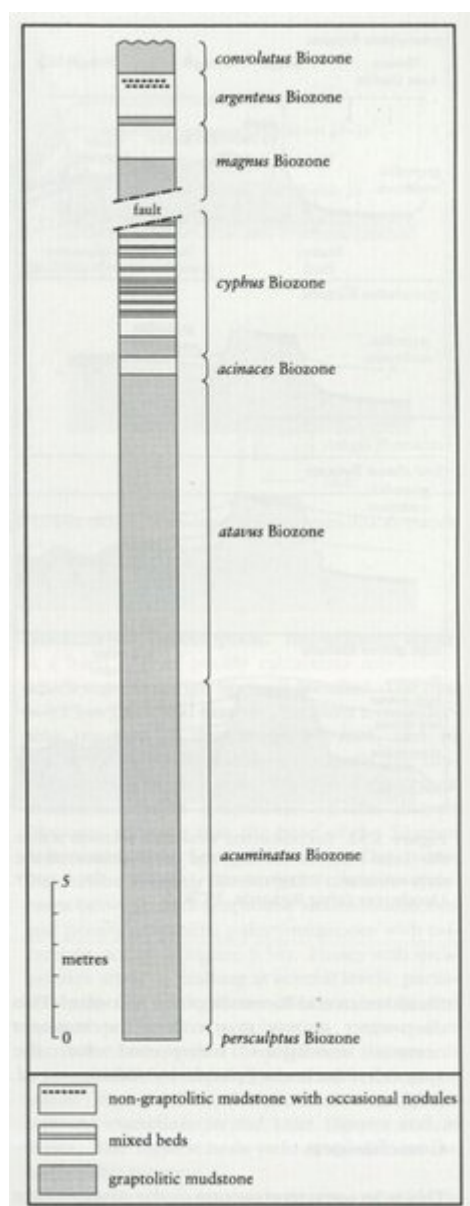 convolutus Biozone
argenteus Biozone
magnus Biozone
fault
cyphus Biozone
acinaces Biozone
atavus Biozone
acuminatus Biozone
5
metres
0
persculptus Biozone
non-graptolitic mudstone with occasional nodules
mixed beds
graptolitic mudstone